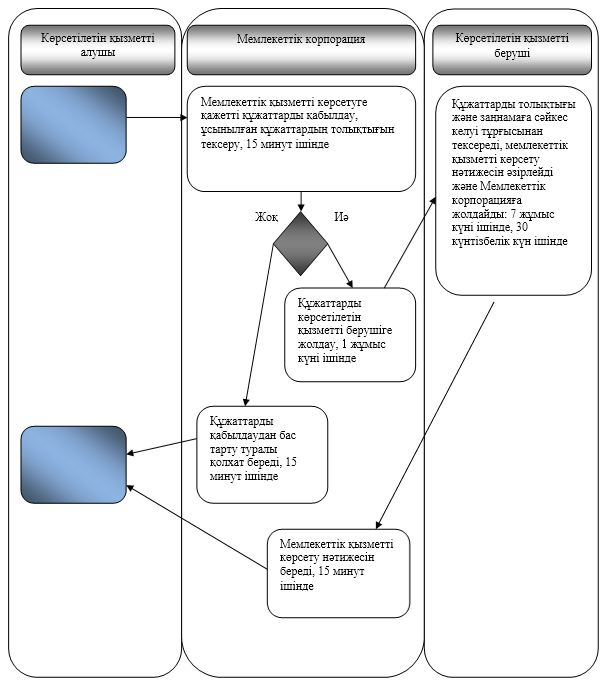 Көрсетілетін қызметті
алушы
Мемлекеттік корпорация
Көрсетілетін қызметті
беруші
Мемлекеттік қызметті көрсетуге
қажетті құжаттарды қабылдау,
ұсынылған құжаттардың толықтығын
тексеру, 15 минут ішінде
Құжаттарды толықтығы
және заңнамаға сәйкес
келуі тұрғысынан
тексереді, мемлекеттік
қызметті көрсету
нәтижесін әзірлейді
және Мемлекеттік
корпорацияға
жолдайды: 7 жұмыс
күні ішінде, 30
күнтізбелік күн ішінде
Жоқ
Иә
Құжаттарды
көрсетілетін
қызметті берушіге
жолдау, 1 жұмыс
күні ішінде
Құжаттарды
қабылдаудан бас
тарту туралы
қолхат береді, 15
минут ішінде
Мемлекеттік қызметті
көрсету нәтижесін
береді, 15 минут
ішінде